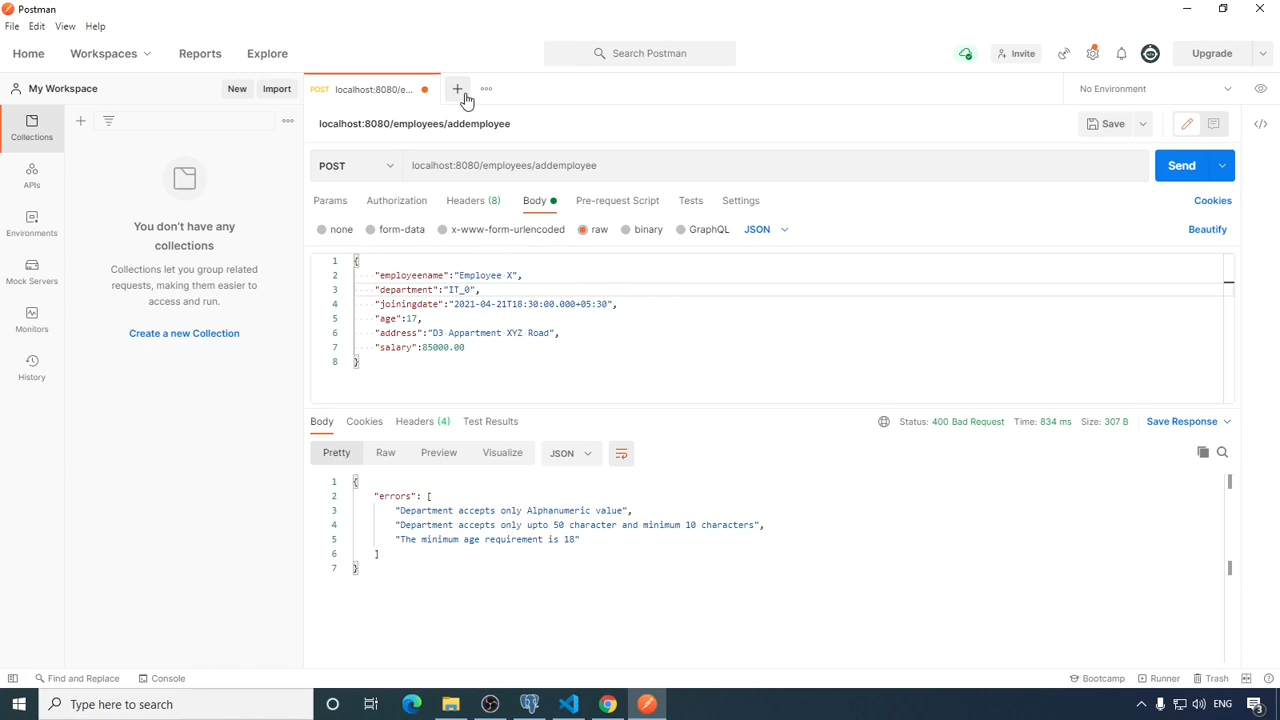 Postman
File Edit View Help
Home Workspaces Reports Explore Search Postman Invite Upgrade
My Workspace New Import POST localhost:8080/e... No Environment
Collections
APIs
Environments
Mock Servers
Monitors
History
You don't have any
collections
Collections let you group related
requests, making them easier to
access and run.
Create a new Collection
localhost:8080/employees/addemployee Save
POST localhost:8080/employees/addemployee Send
Params Authorization Headers (8) Body Pre-request Script Tests Settings Cookies
none form-data x-www-form-urlencoded raw binary GraphQL JSON Beautify
1 {
2 "employeename":"Employee X",
3 "department":"IT_0",
4 "joiningdate":"2021-04-21T18:30:00.000+05:30",
5 "age":17,
6 "address":"D3 Appartment XYZ Road",
7 "salary":85000.00
8 }
Body Cookies Headers (4) Test Results Status: 400 Bad Request Time: 834 ms Size: 307 B Save Response
Pretty Raw Preview Visualize JSON
1 {
2 "errors": [
3 "Department accepts only Alphanumeric value",
4 "Department accepts only upto 50 character and minimum 10 characters",
5 "The minimum age requirement is 18"
6 ]
7 }
Find and Replace Console Bootcamp Runner Trash
Type here to search ENG 3